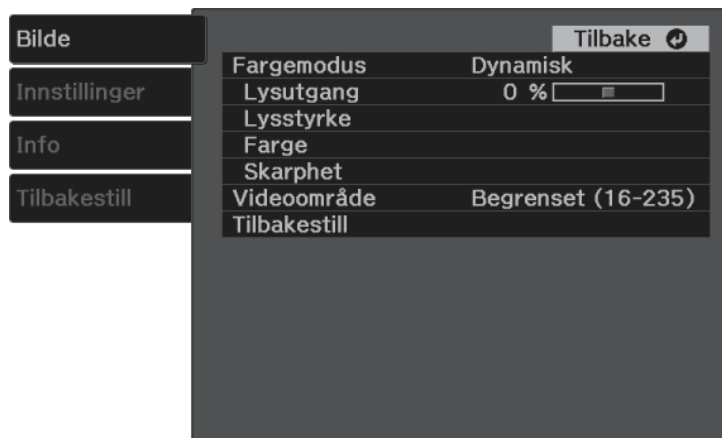 Bilde
Innstillinger
Info
Tilbakestill
Tilbake
Fargemodus Dynamisk
Lysutgang 0 %
Lysstyrke
Farge
Skarphet
Videoområde Begrenset (16-235)
Tilbakestill